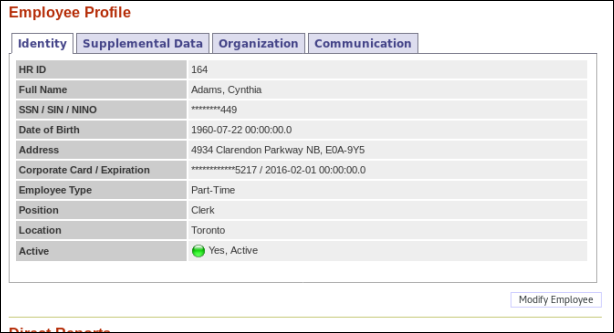 Employee Profile
Identity Supplemental Data Organization Communication
HR ID 164
Full Name Adams, Cynthia
SSN / SIN / NINO ********449
Date of Birth 1960-07-22 00:00:00.0
Address 4934 Clarendon Parkway NB, E0A-9Y5
Corporate Card / Expiration ************5217 / 2016-02-01 00:00:00.0
Employee Type Part-Time
Position Clerk
Location Toronto
Active Yes, Active
Modify Employee
Direct Reports